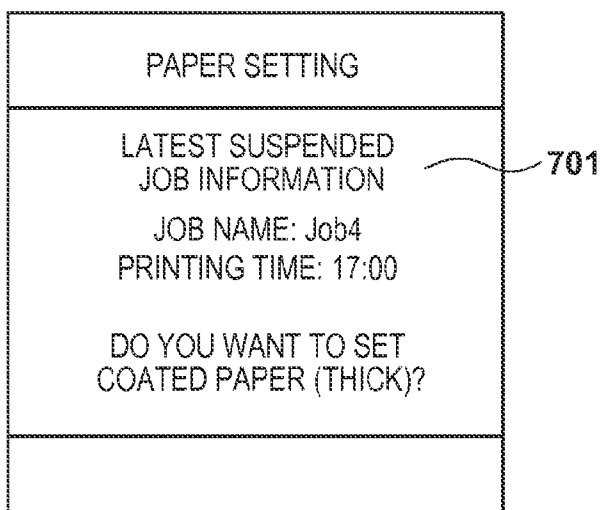 PAPER SETTING
LATEST SUSPENDED
JOB INFORMATION
701
JOB NAME: Job4
PRINTING TIME: 17:00
DO YOU WANT TO SET
COATED PAPER (THICK)?